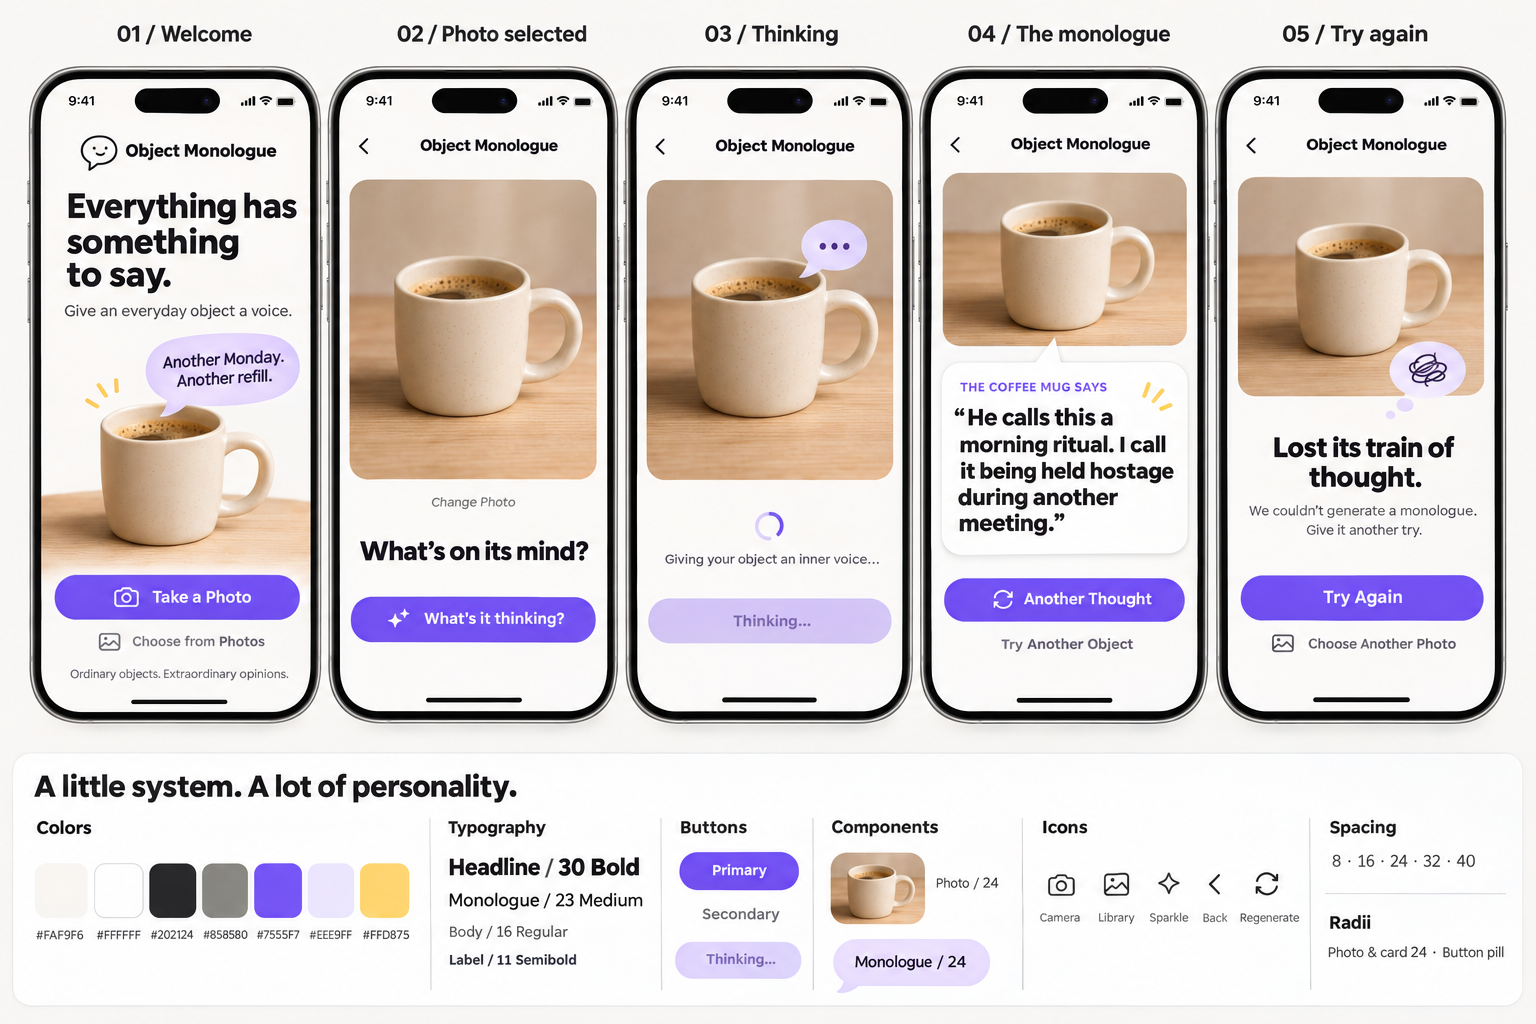 01 / Welcome
9:41
Object Monologue
Everything has
something
to say.
Give an everyday object a voice.
Another Monday.
Another refill.
Take a Photo
Choose from Photos
Ordinary objects. Extraordinary opinions.
02 / Photo selected
9:41
Object Monologue
Change Photo
What's on its mind?
What's it thinking?
03 / Thinking
9:41
Object Monologue
Giving your object an inner voice...
Thinking...
04 / The monologue
9:41
Object Monologue
THE COFFEE MUG SAYS
“He calls this a
morning ritual. I call
it being held hostage
during another
meeting.”
Another Thought
Try Another Object
05 / Try again
9:41
Object Monologue
Lost its train of
thought.
We couldn't generate a monologue.
Give it another try.
Try Again
Choose Another Photo
A little system. A lot of personality.
Colors
#FAF9F6 #FFFFFF #202124 #858580 #7555F7 #EEE9FF #FFD875
Typography
Headline / 30 Bold
Monologue / 23 Medium
Body / 16 Regular
Label / 11 Semibold
Buttons
Primary
Secondary
Thinking...
Components
Photo / 24
Monologue / 24
Icons
Camera Library Sparkle Back Regenerate
Spacing
8 · 16 · 24 · 32 · 40
Radii
Photo & card 24 · Button pill